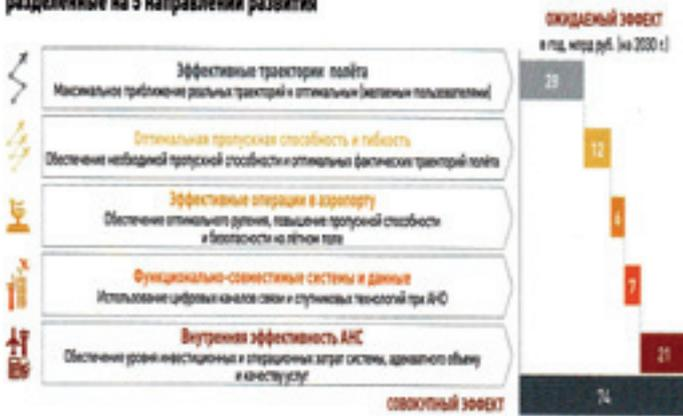 разделенные на 5 направлений развития
ОЖИДАЕМЫЙ ЭФФЕКТ
в год, млрд руб. (на 2030 г.)
Эффективные траектории полёта
Максимальное приближение реальных траекторий к оптимальным (желаемым пользователями)
28
Оптимальная пропускная способность и гибкость
Обеспечение необходимой пропускной способности и оптимальных фактических траекторий полёта
12
Эффективные операции в аэропорту
Обеспечение оптимального руления, повышение пропускной способности
и безопасности на лётном поле
6
Функционально-совместимые системы и данные
Использование цифровых каналов связи и спутниковых технологий при АНО
7
Внутренняя эффективность АНС
Обеспечение уровня инвестиционных и операционных затрат системы, адекватного объему
и качеству услуг
21
СОВОКУПНЫЙ ЭФФЕКТ
74